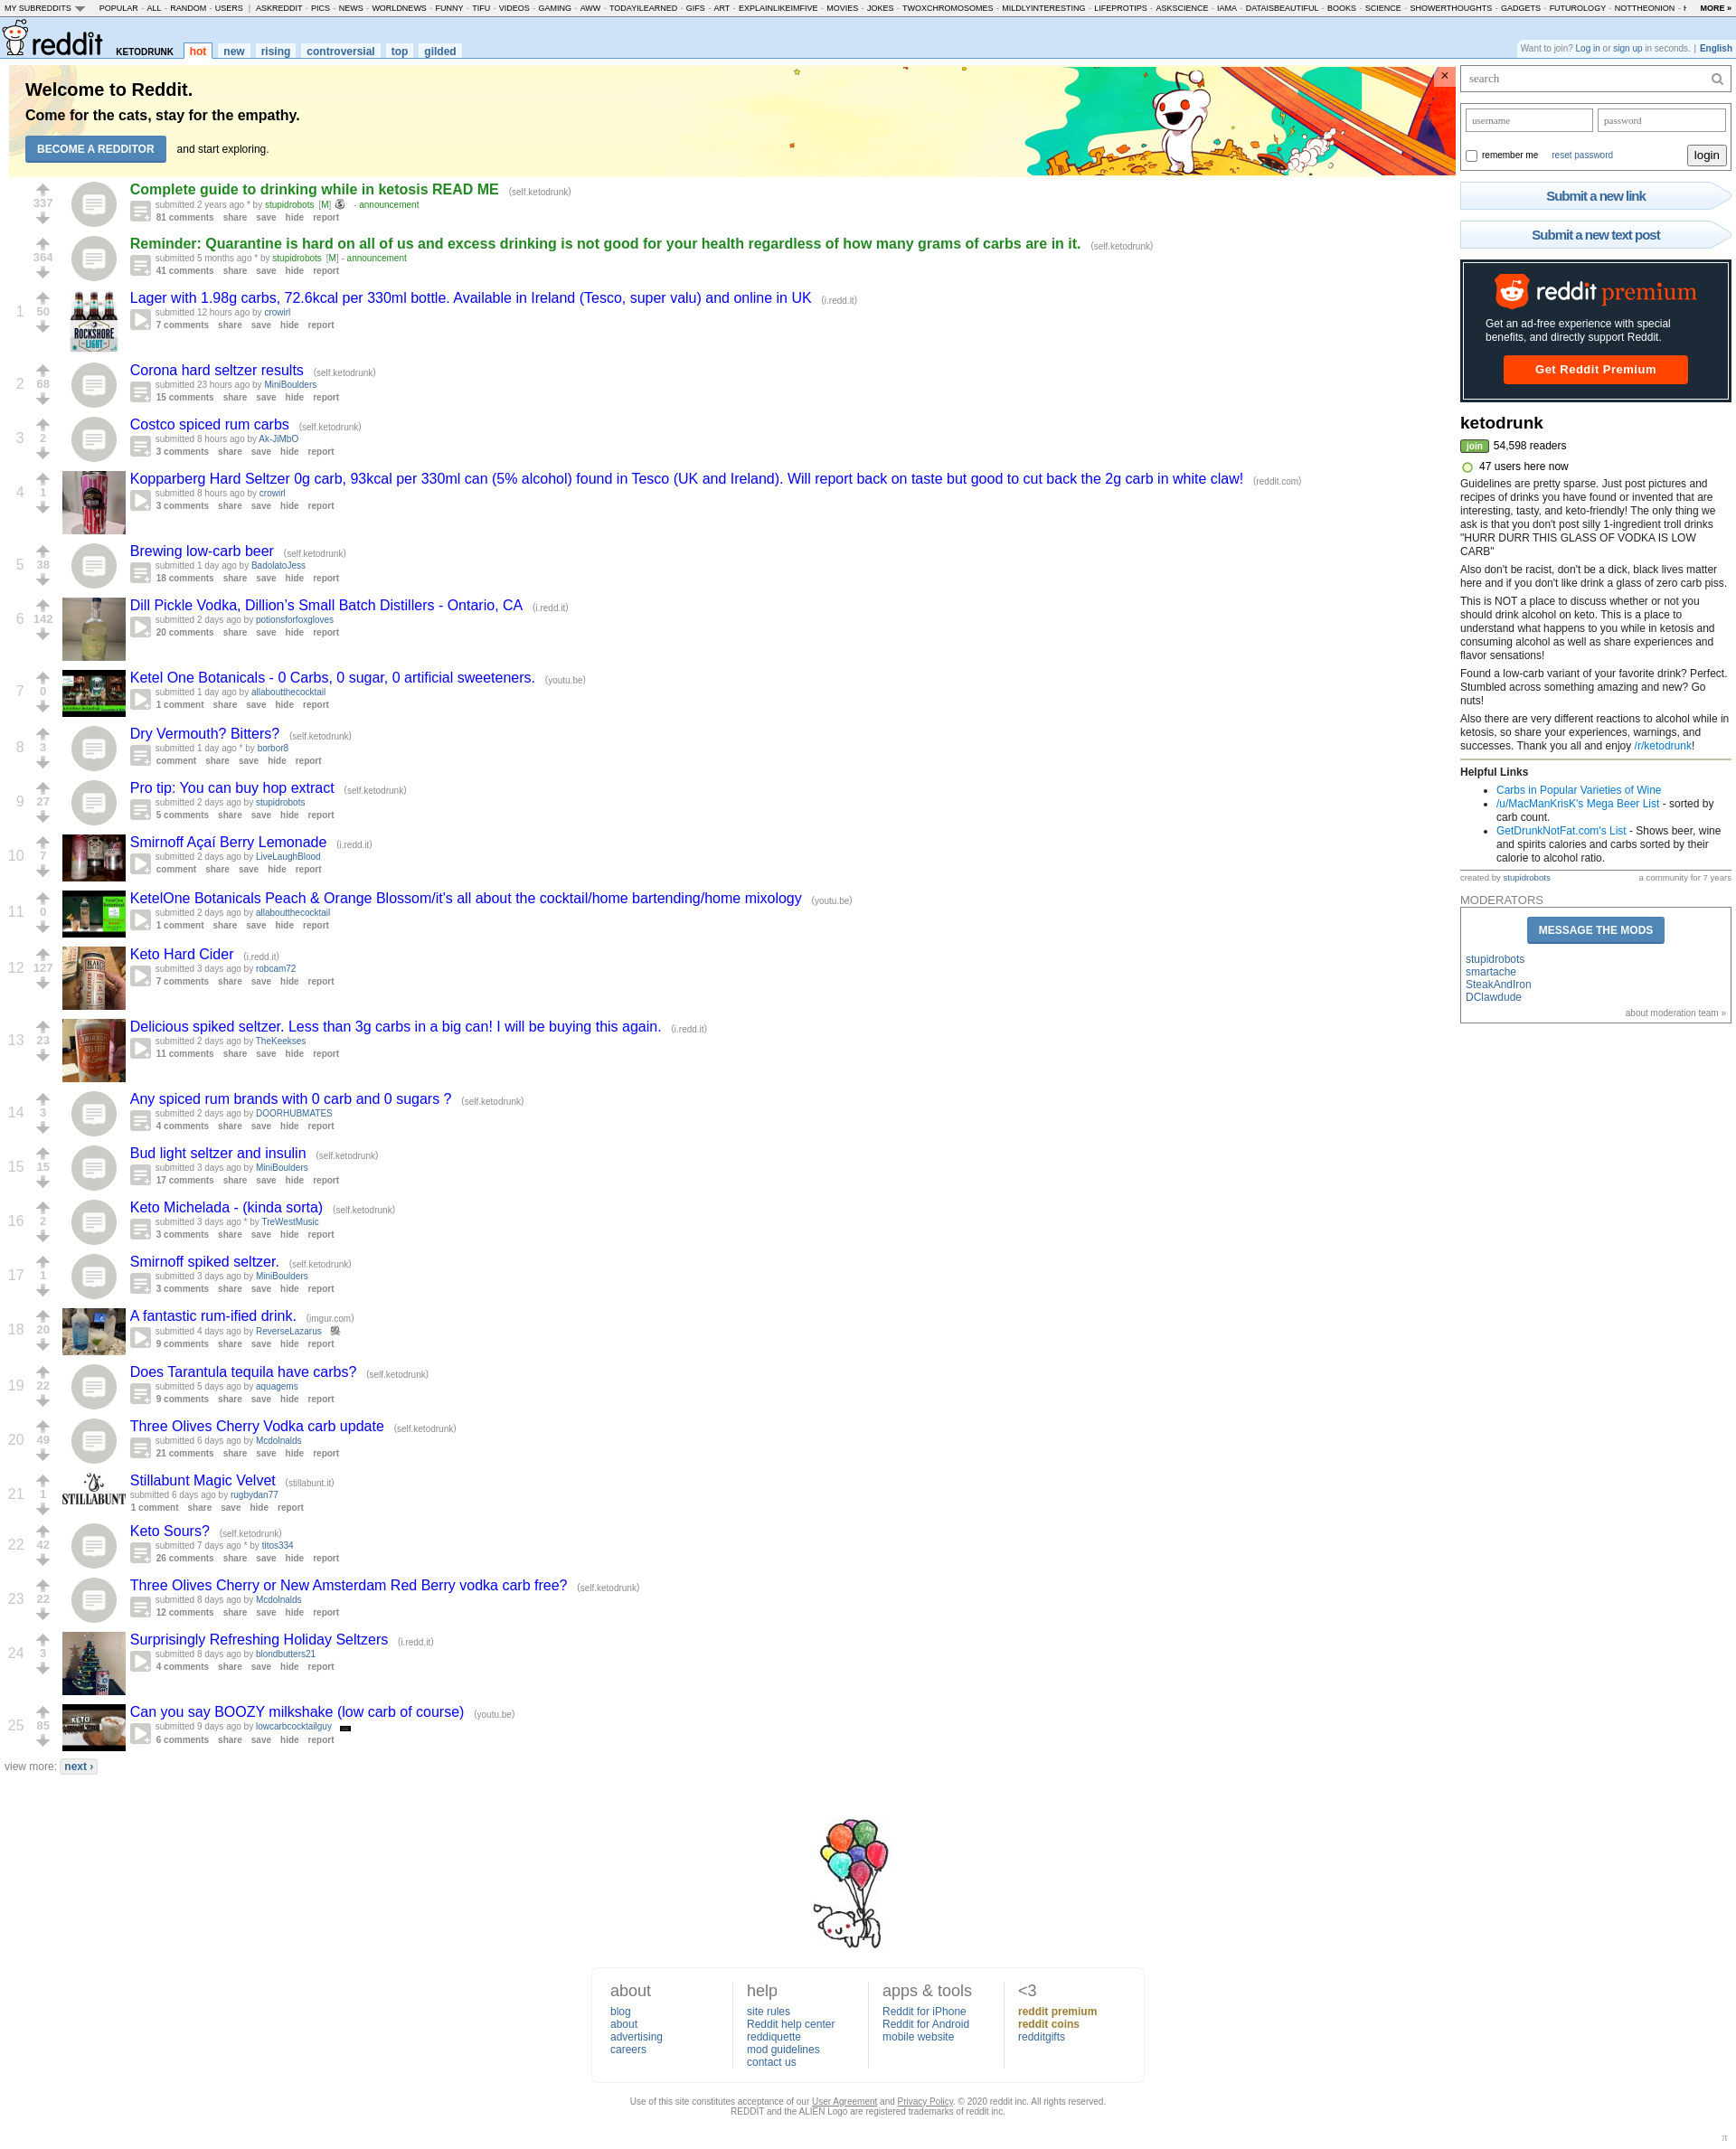 MY SUBREDDITS POPULAR - ALL - RANDOM - USERS | ASKREDDIT - PICS - NEWS - WORLDNEWS - FUNNY - TIFU - VIDEOS - GAMING - AWW - TODAYILEARNED - GIFS - ART - EXPLAINLIKEIMFIVE - MOVIES - JOKES - TWOXCHROMOSOMES - MILDLYINTERESTING - LIFEPROTIPS - ASKSCIENCE - IAMA - DATAISBEAUTIFUL - BOOKS - SCIENCE - SHOWERTHOUGHTS - GADGETS - FUTUROLOGY - NOTTHEONION - MORE »
reddit KETODRUNK hot new rising controversial top gilded
Want to join? Log in or sign up in seconds. | English
Welcome to Reddit.
Come for the cats, stay for the empathy.
BECOME A REDDITOR and start exploring.
×
337
Complete guide to drinking while in ketosis READ ME (self.ketodrunk)
submitted 2 years ago * by stupidrobots [M] - announcement
81 comments share save hide report
364
Reminder: Quarantine is hard on all of us and excess drinking is not good for your health regardless of how many grams of carbs are in it. (self.ketodrunk)
submitted 5 months ago * by stupidrobots [M] - announcement
41 comments share save hide report
1 50
ROCKSHORE
LIGHT
Lager with 1.98g carbs, 72.6kcal per 330ml bottle. Available in Ireland (Tesco, super valu) and online in UK (i.redd.it)
submitted 12 hours ago by crowirl
7 comments share save hide report
2 68
Corona hard seltzer results (self.ketodrunk)
submitted 23 hours ago by MiniBoulders
15 comments share save hide report
3 2
Costco spiced rum carbs (self.ketodrunk)
submitted 8 hours ago by Ak-JiMbO
3 comments share save hide report
4 1
Kopparberg Hard Seltzer 0g carb, 93kcal per 330ml can (5% alcohol) found in Tesco (UK and Ireland). Will report back on taste but good to cut back the 2g carb in white claw! (reddit.com)
submitted 8 hours ago by crowirl
3 comments share save hide report
5 38
Brewing low-carb beer (self.ketodrunk)
submitted 1 day ago by BadolatoJess
18 comments share save hide report
6 142
Dill Pickle Vodka, Dillion’s Small Batch Distillers - Ontario, CA (i.redd.it)
submitted 2 days ago by potionsforfoxgloves
20 comments share save hide report
7 0
Ketel One Botanicals - 0 Carbs, 0 sugar, 0 artificial sweeteners. (youtu.be)
submitted 1 day ago by allaboutthecocktail
1 comment share save hide report
8 3
Dry Vermouth? Bitters? (self.ketodrunk)
submitted 1 day ago * by borbor8
comment share save hide report
9 27
Pro tip: You can buy hop extract (self.ketodrunk)
submitted 2 days ago by stupidrobots
5 comments share save hide report
10 7
Smirnoff Açaí Berry Lemonade (i.redd.it)
submitted 2 days ago by LiveLaughBlood
comment share save hide report
11 0
KetelOne Botanicals Peach & Orange Blossom/it's all about the cocktail/home bartending/home mixology (youtu.be)
submitted 2 days ago by allaboutthecocktail
1 comment share save hide report
12 127
Keto Hard Cider (i.redd.it)
submitted 3 days ago by robcam72
7 comments share save hide report
13 23
Delicious spiked seltzer. Less than 3g carbs in a big can! I will be buying this again. (i.redd.it)
submitted 2 days ago by TheKeekses
11 comments share save hide report
14 3
Any spiced rum brands with 0 carb and 0 sugars ? (self.ketodrunk)
submitted 2 days ago by DOORHUBMATES
4 comments share save hide report
15 15
Bud light seltzer and insulin (self.ketodrunk)
submitted 3 days ago by MiniBoulders
17 comments share save hide report
16 2
Keto Michelada - (kinda sorta) (self.ketodrunk)
submitted 3 days ago * by TreWestMusic
3 comments share save hide report
17 1
Smirnoff spiked seltzer. (self.ketodrunk)
submitted 3 days ago by MiniBoulders
3 comments share save hide report
18 20
A fantastic rum-ified drink. (imgur.com)
submitted 4 days ago by ReverseLazarus
9 comments share save hide report
19 22
Does Tarantula tequila have carbs? (self.ketodrunk)
submitted 5 days ago by aquagems
9 comments share save hide report
20 49
Three Olives Cherry Vodka carb update (self.ketodrunk)
submitted 6 days ago by Mcdolnalds
21 comments share save hide report
21 1
STILLABUNT
Stillabunt Magic Velvet (stillabunt.it)
submitted 6 days ago by rugbydan77
1 comment share save hide report
22 42
Keto Sours? (self.ketodrunk)
submitted 7 days ago * by titos334
26 comments share save hide report
23 22
Three Olives Cherry or New Amsterdam Red Berry vodka carb free? (self.ketodrunk)
submitted 8 days ago by Mcdolnalds
12 comments share save hide report
24 3
Surprisingly Refreshing Holiday Seltzers (i.redd.it)
submitted 8 days ago by blondbutters21
4 comments share save hide report
25 85
KETO
Can you say BOOZY milkshake (low carb of course) (youtu.be)
submitted 9 days ago by lowcarbcocktailguy
6 comments share save hide report
view more: next ›
search
username password
remember me reset password login
Submit a new link
Submit a new text post
reddit premium
Get an ad-free experience with special
benefits, and directly support Reddit.
Get Reddit Premium
ketodrunk
join 54,598 readers
47 users here now
Guidelines are pretty sparse. Just post pictures and
recipes of drinks you have found or invented that are
interesting, tasty, and keto-friendly! The only thing we
ask is that you don't post silly 1-ingredient troll drinks
"HURR DURR THIS GLASS OF VODKA IS LOW
CARB"
Also don't be racist, don't be a dick, black lives matter
here and if you don't like drink a glass of zero carb piss.
This is NOT a place to discuss whether or not you
should drink alcohol on keto. This is a place to
understand what happens to you while in ketosis and
consuming alcohol as well as share experiences and
flavor sensations!
Found a low-carb variant of your favorite drink? Perfect.
Stumbled across something amazing and new? Go
nuts!
Also there are very different reactions to alcohol while in
ketosis, so share your experiences, warnings, and
successes. Thank you all and enjoy /r/ketodrunk!
Helpful Links
Carbs in Popular Varieties of Wine
/u/MacManKrisK's Mega Beer List - sorted by
carb count.
GetDrunkNotFat.com's List - Shows beer, wine
and spirits calories and carbs sorted by their
calorie to alcohol ratio.
created by stupidrobots a community for 7 years
MODERATORS
MESSAGE THE MODS
stupidrobots
smartache
SteakAndIron
DClawdude
about moderation team »
about
blog
about
advertising
careers
help
site rules
Reddit help center
reddiquette
mod guidelines
contact us
apps & tools
Reddit for iPhone
Reddit for Android
mobile website
<3
reddit premium
reddit coins
redditgifts
Use of this site constitutes acceptance of our User Agreement and Privacy Policy. © 2020 reddit inc. All rights reserved.
REDDIT and the ALIEN Logo are registered trademarks of reddit inc.
π